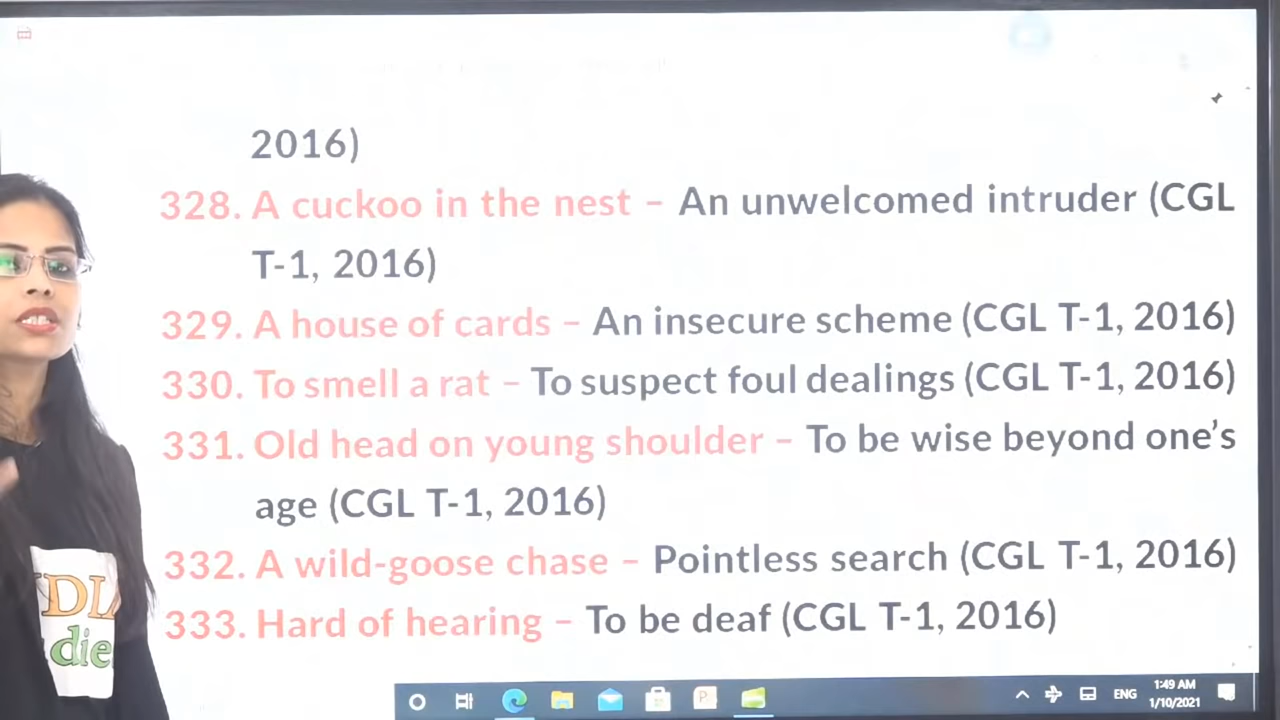 2016)
328. A cuckoo in the nest – An unwelcomed intruder (CGL
T-1, 2016)
329. A house of cards – An insecure scheme (CGL T-1, 2016)
330. To smell a rat – To suspect foul dealings (CGL T-1, 2016)
331. Old head on young shoulder – To be wise beyond one's
age (CGL T-1, 2016)
332. A wild-goose chase – Pointless search (CGL T-1, 2016)
333. Hard of hearing – To be deaf (CGL T-1, 2016)
die
ENG
1:49 AM
1/10/2021